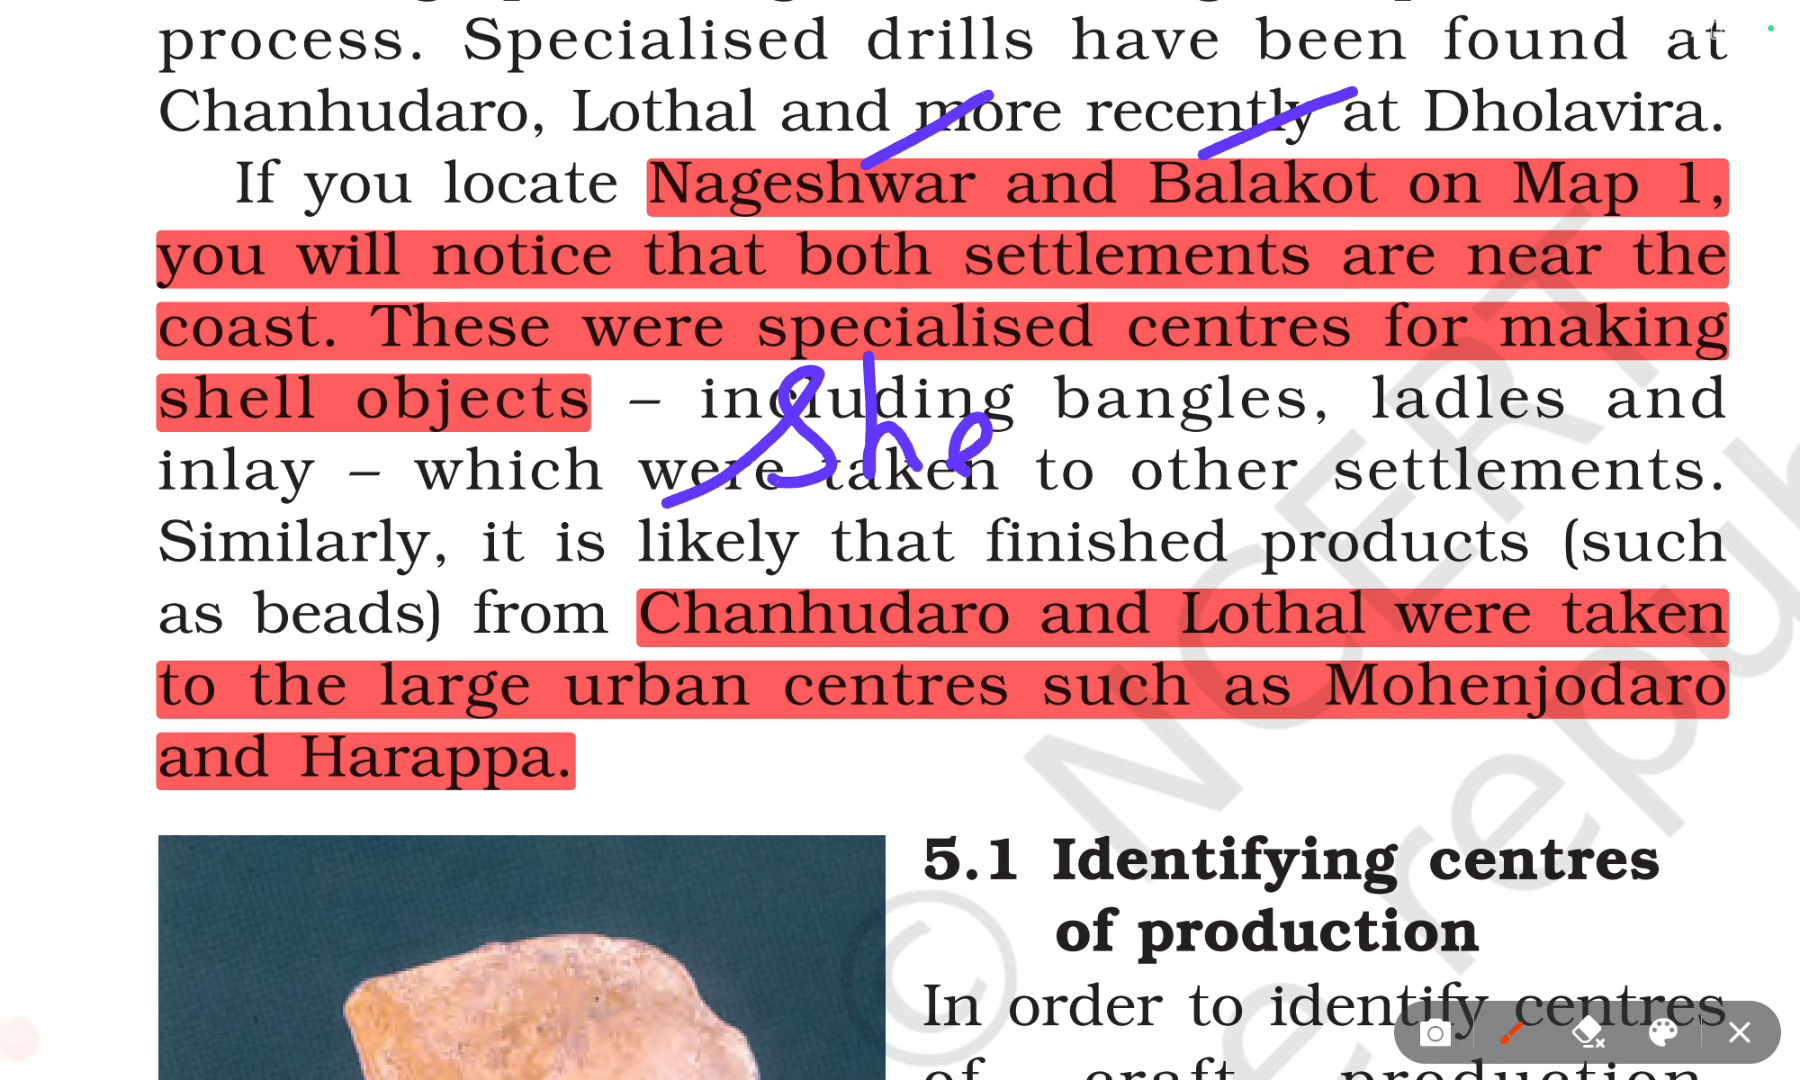 process. Specialised drills have been found at
Chanhudaro, Lothal and more recently at Dholavira.
If you locate Nageshwar and Balakot on Map 1,
you will notice that both settlements are near the
coast. These were specialised centres for making
shell objects – including bangles, ladles and
She
inlay – which were taken to other settlements.
Similarly, it is likely that finished products (such
as beads) from Chanhudaro and Lothal were taken
to the large urban centres such as Mohenjodaro
and Harappa.
5.1 Identifying centres
of production
In order to identify centres
of craft production,
© NCERT